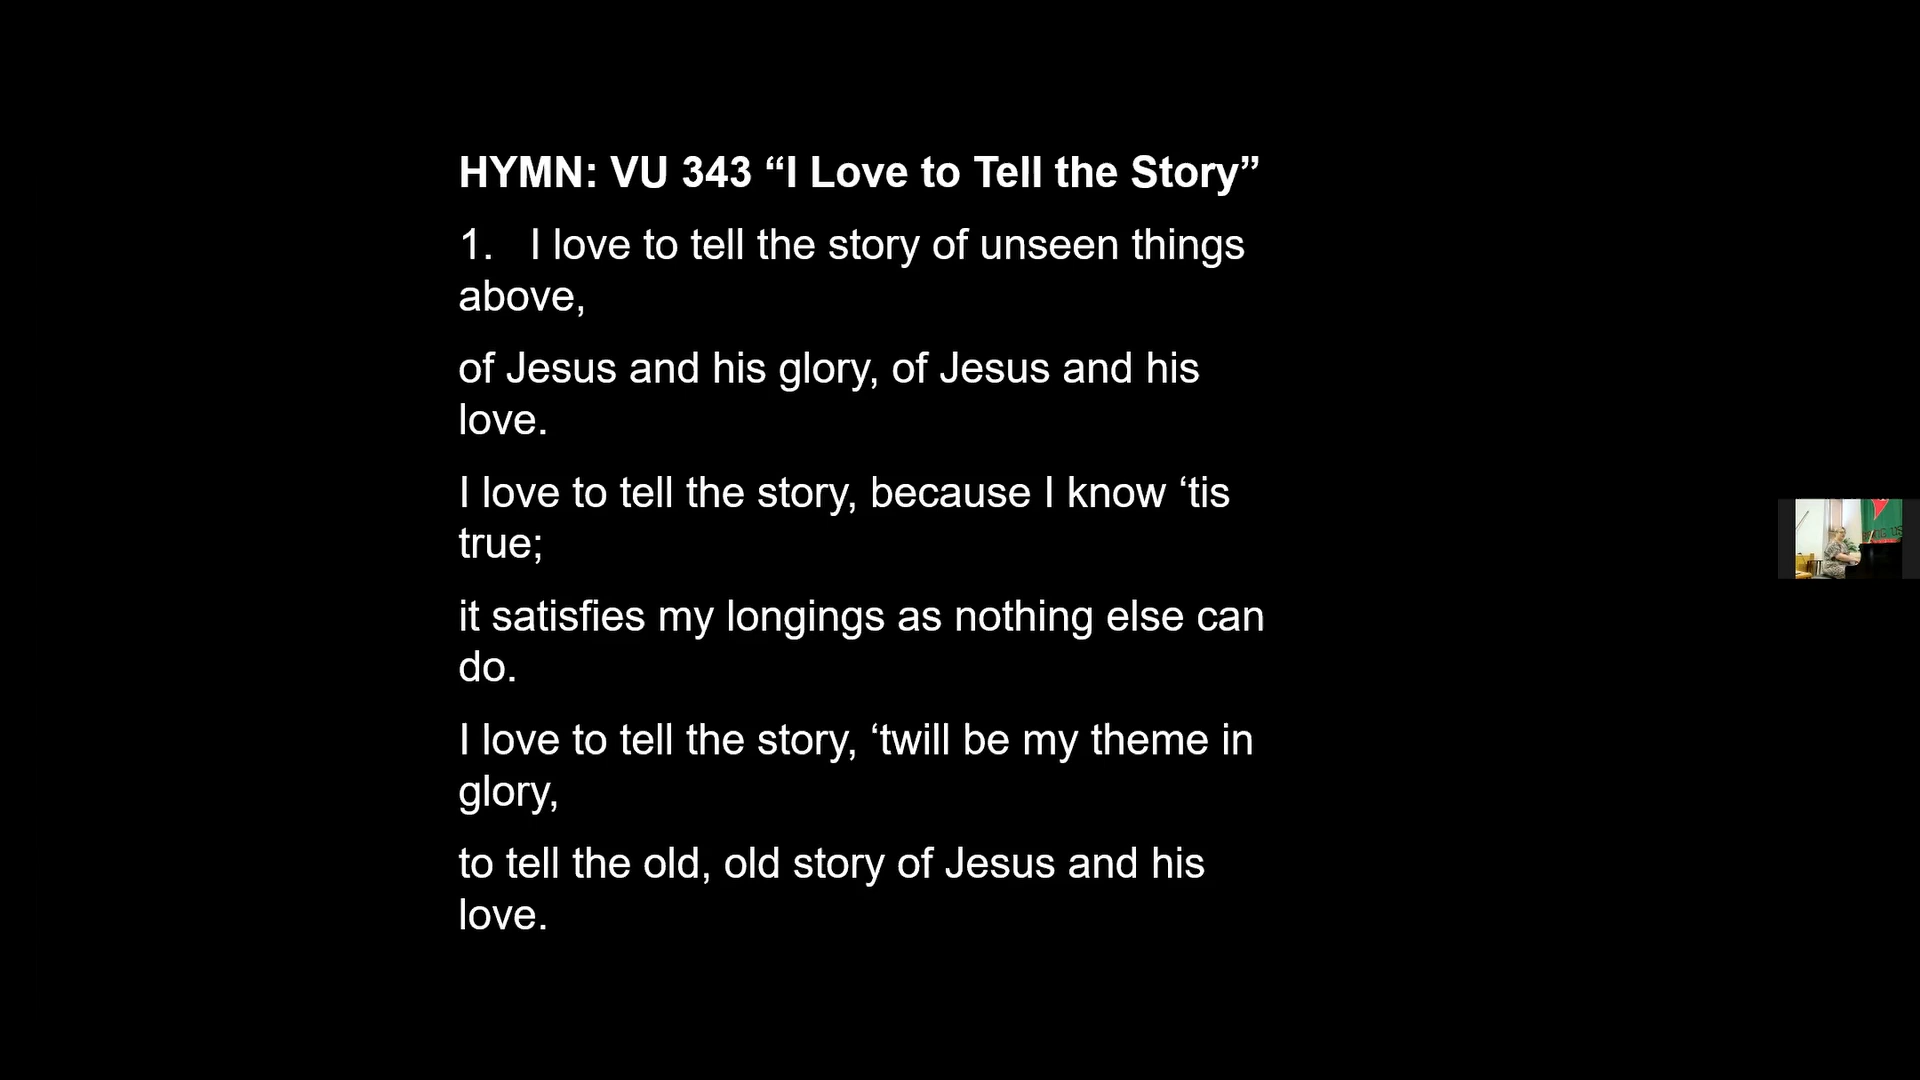 HYMN: VU 343 “I Love to Tell the Story”
1. I love to tell the story of unseen things
above,
of Jesus and his glory, of Jesus and his
love.
I love to tell the story, because I know ‘tis
true;
it satisfies my longings as nothing else can
do.
I love to tell the story, ‘twill be my theme in
glory,
to tell the old, old story of Jesus and his
love.